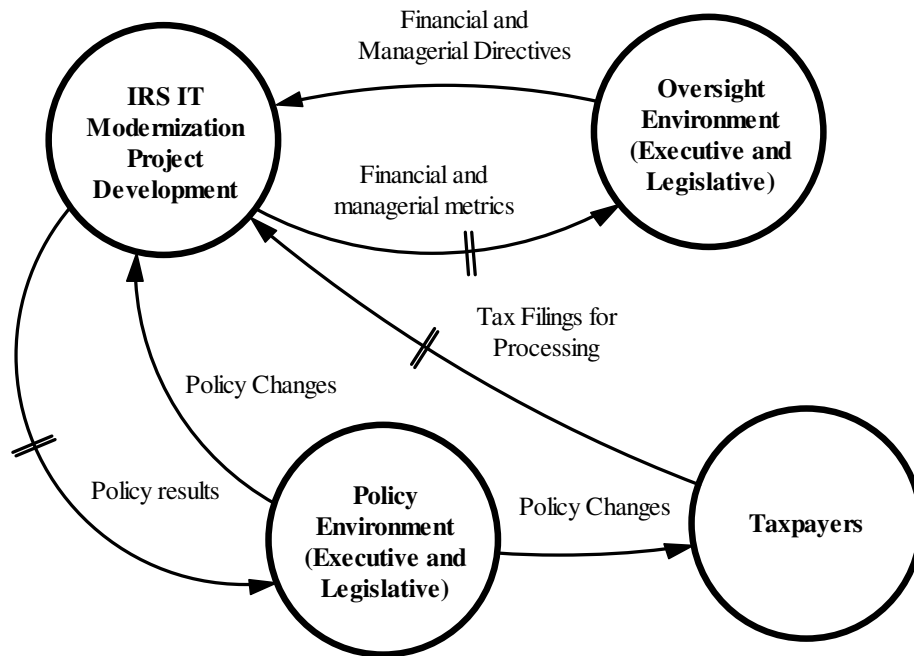 Financial and
Managerial Directives
IRS IT
Modernization
Project
Development
Oversight
Environment
(Executive and
Legislative)
Financial and
managerial metrics
Tax Filings for
Processing
Policy Changes
Policy results
Policy
Environment
(Executive and
Legislative)
Policy Changes
Taxpayers